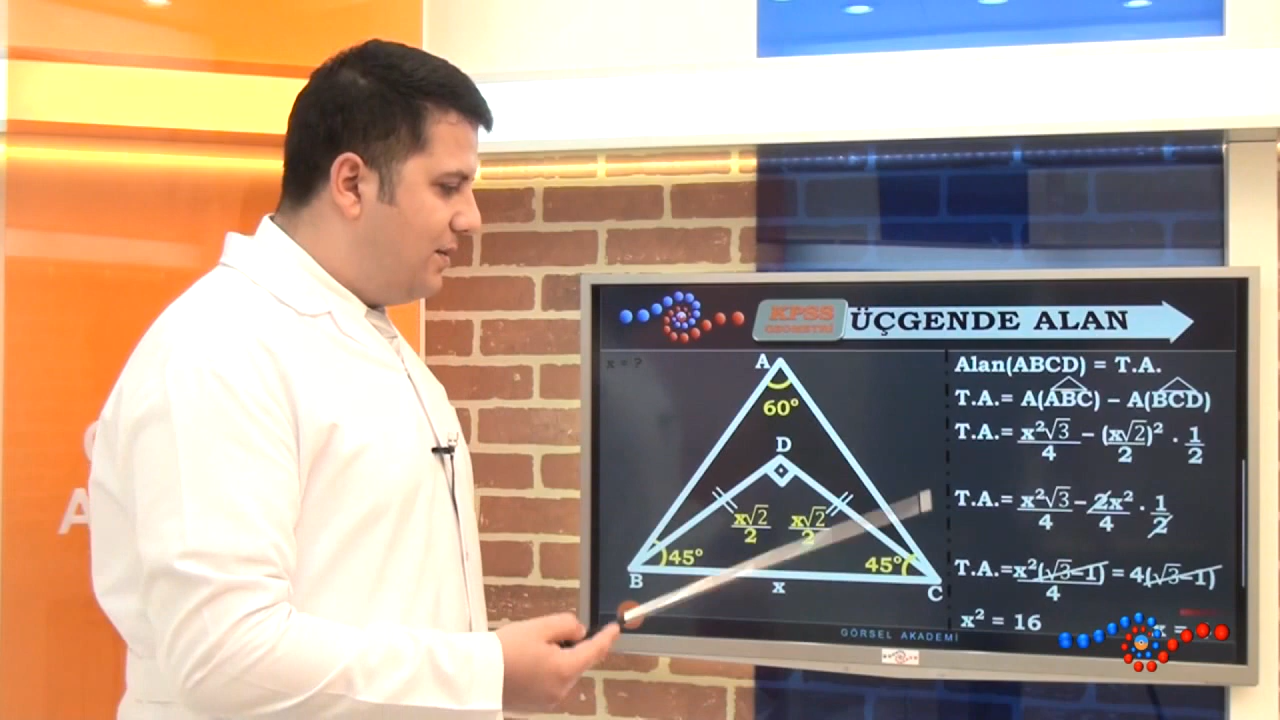 KPSS
GEOMETRİ
ÜÇGENDE ALAN
x = ?
A
60°
D
x√2/2
x√2/2
45°
45°
B
x
C
Alan(ABCD) = T.A.
T.A.= A(ABC) – A(BCD)
T.A.= x²√3/4 – (x√2/2)² · 1/2
T.A.= x²√3/4 – 2x²/4 · 1/2
T.A.= x²(√3–1)/4 = 4(√3–1)
x² = 16
x =
GÖRSEL AKADEMİ
A